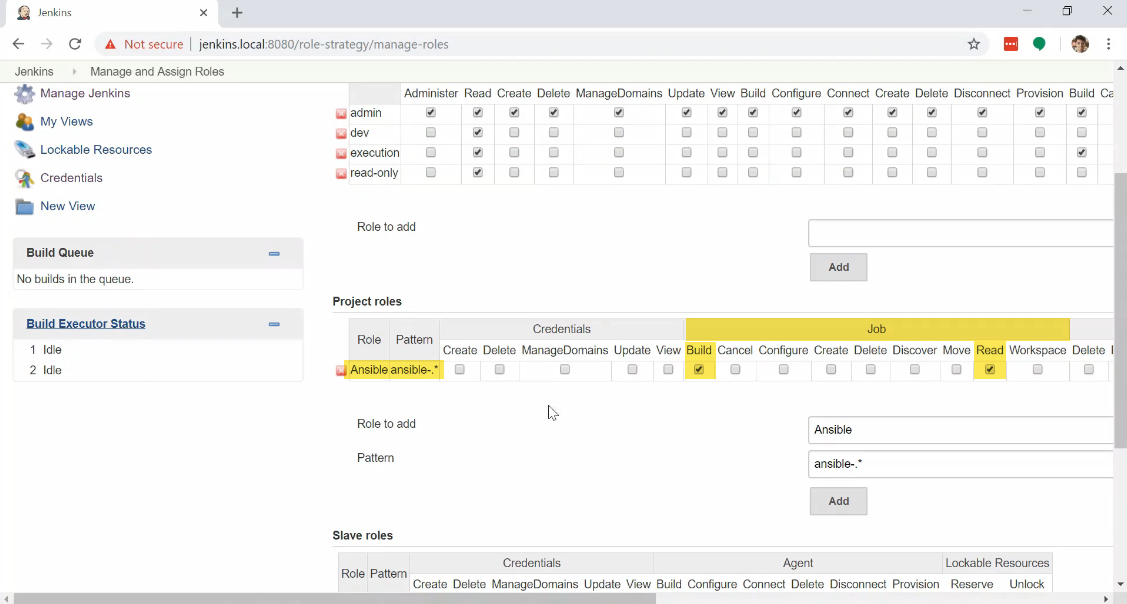 Jenkins
Not secure jenkins.local:8080/role-strategy/manage-roles
Jenkins Manage and Assign Roles
Manage Jenkins
My Views
Lockable Resources
Credentials
New View
Build Queue
No builds in the queue.
Build Executor Status
1 Idle
2 Idle
Administer Read Create Delete ManageDomains Update View Build Configure Connect Create Delete Disconnect Provision Build Ca
admin
dev
execution
read-only
Role to add
Add
Project roles
Role Pattern Credentials Job
Create Delete ManageDomains Update View Build Cancel Configure Create Delete Discover Move Read Workspace Delete
Ansible ansible-.*
Role to add Ansible
Pattern ansible-.*
Add
Slave roles
Role Pattern Credentials Agent Lockable Resources
Create Delete ManageDomains Update View Build Configure Connect Delete Disconnect Provision Reserve Unlock